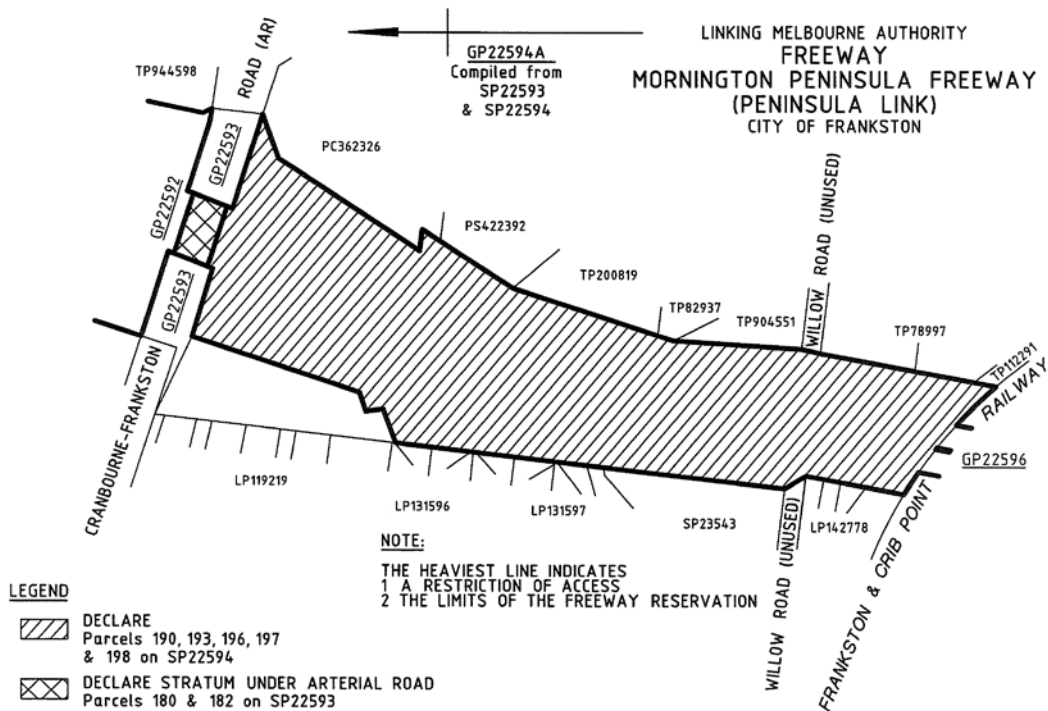 LINKING MELBOURNE AUTHORITY
FREEWAY
MORNINGTON PENINSULA FREEWAY
(PENINSULA LINK)
CITY OF FRANKSTON
GP22594A
Compiled from
SP22593
& SP22594
TP944598
ROAD (AR)
GP22593
GP22592
GP22593
PC362326
PS422392
TP200819
TP82937
TP904551
WILLOW ROAD (UNUSED)
TP78997
TP112291
RAILWAY
GP22596
CRANBOURNE-FRANKSTON
LP119219
LP131596
LP131597
SP23543
WILLOW ROAD (UNUSED)
LP142778
FRANKSTON & CRIB POINT
NOTE:
THE HEAVIEST LINE INDICATES
1 A RESTRICTION OF ACCESS
2 THE LIMITS OF THE FREEWAY RESERVATION
LEGEND
DECLARE
Parcels 190, 193, 196, 197
& 198 on SP22594
DECLARE STRATUM UNDER ARTERIAL ROAD
Parcels 180 & 182 on SP22593